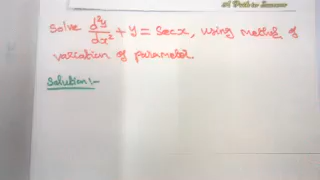 A Path to Success
Solve d²y/dx² + y = Secx, using method of
variation of parameter.
Solution:-